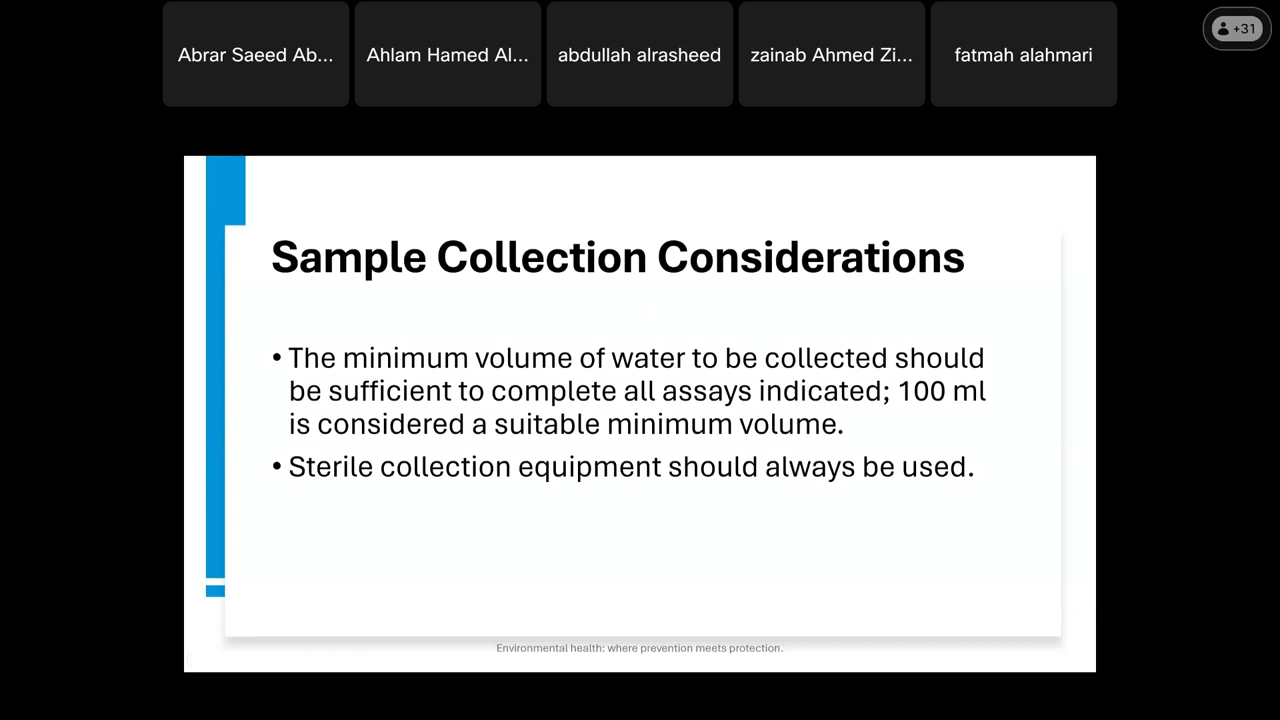 Abrar Saeed Ab...
Ahlam Hamed Al...
abdullah alrasheed
zainab Ahmed Zi...
fatmah alahmari
+31
Sample Collection Considerations
• The minimum volume of water to be collected should
be sufficient to complete all assays indicated; 100 ml
is considered a suitable minimum volume.
• Sterile collection equipment should always be used.
Environmental health: where prevention meets protection.